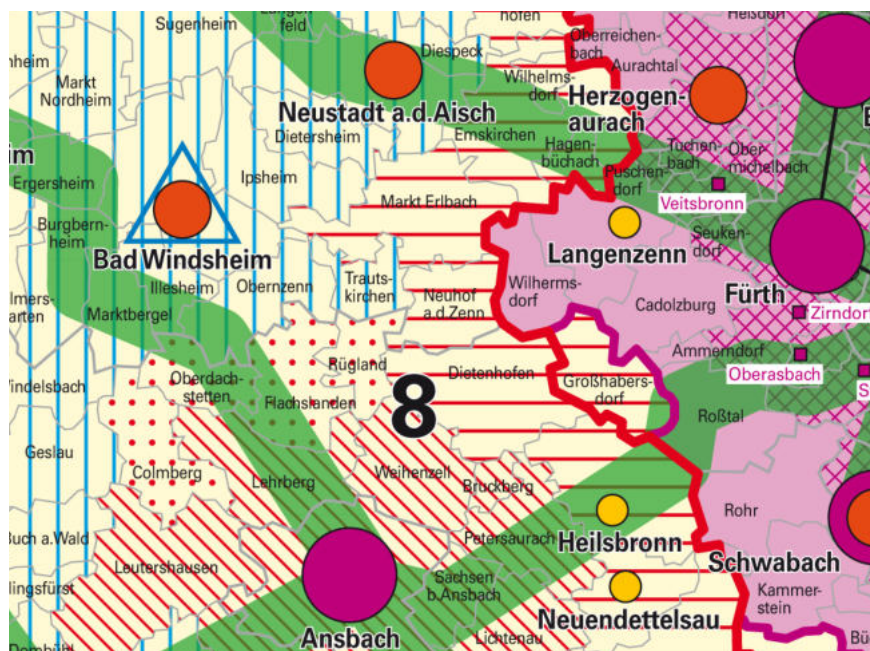 Sugenheim
feld
hofen
Heßdorf
Oberreichen-
bach
Diespeck
Aurachtal
Markt
Nordheim
Wilhelms-
dorf
Herzogen-
aurach
Neustadt a.d.Aisch
Dietersheim
Emskirchen
Hagen-
büchach
Tuchen-
bach
Ober
michelbach
Ergersheim
Ipsheim
Puschen-
dorf
Veitsbronn
Markt Erlbach
Burgbern-
heim
Seuken-
dorf
Bad Windsheim
Langenzenn
Illesheim
Obernzenn
Trauts-
kirchen
Neuhof
a.d.Zenn
Wilherms-
dorf
Cadolzburg
Fürth
Marktbergel
Zirndorf
Rügland
Ammerndorf
Oberasbach
Oberdach-
stetten
Flachslanden
8
Dietenhofen
Großhabers-
dorf
Roßtal
Geslau
Colmberg
Lehrberg
Weihenzell
Bruckberg
Rohr
Heilsbronn
Buch a.Wald
Leutershausen
Petersaurach
Schwabach
Sachsen
b.Ansbach
Kammer-
stein
Neuendettelsau
Ansbach
Lichtenau